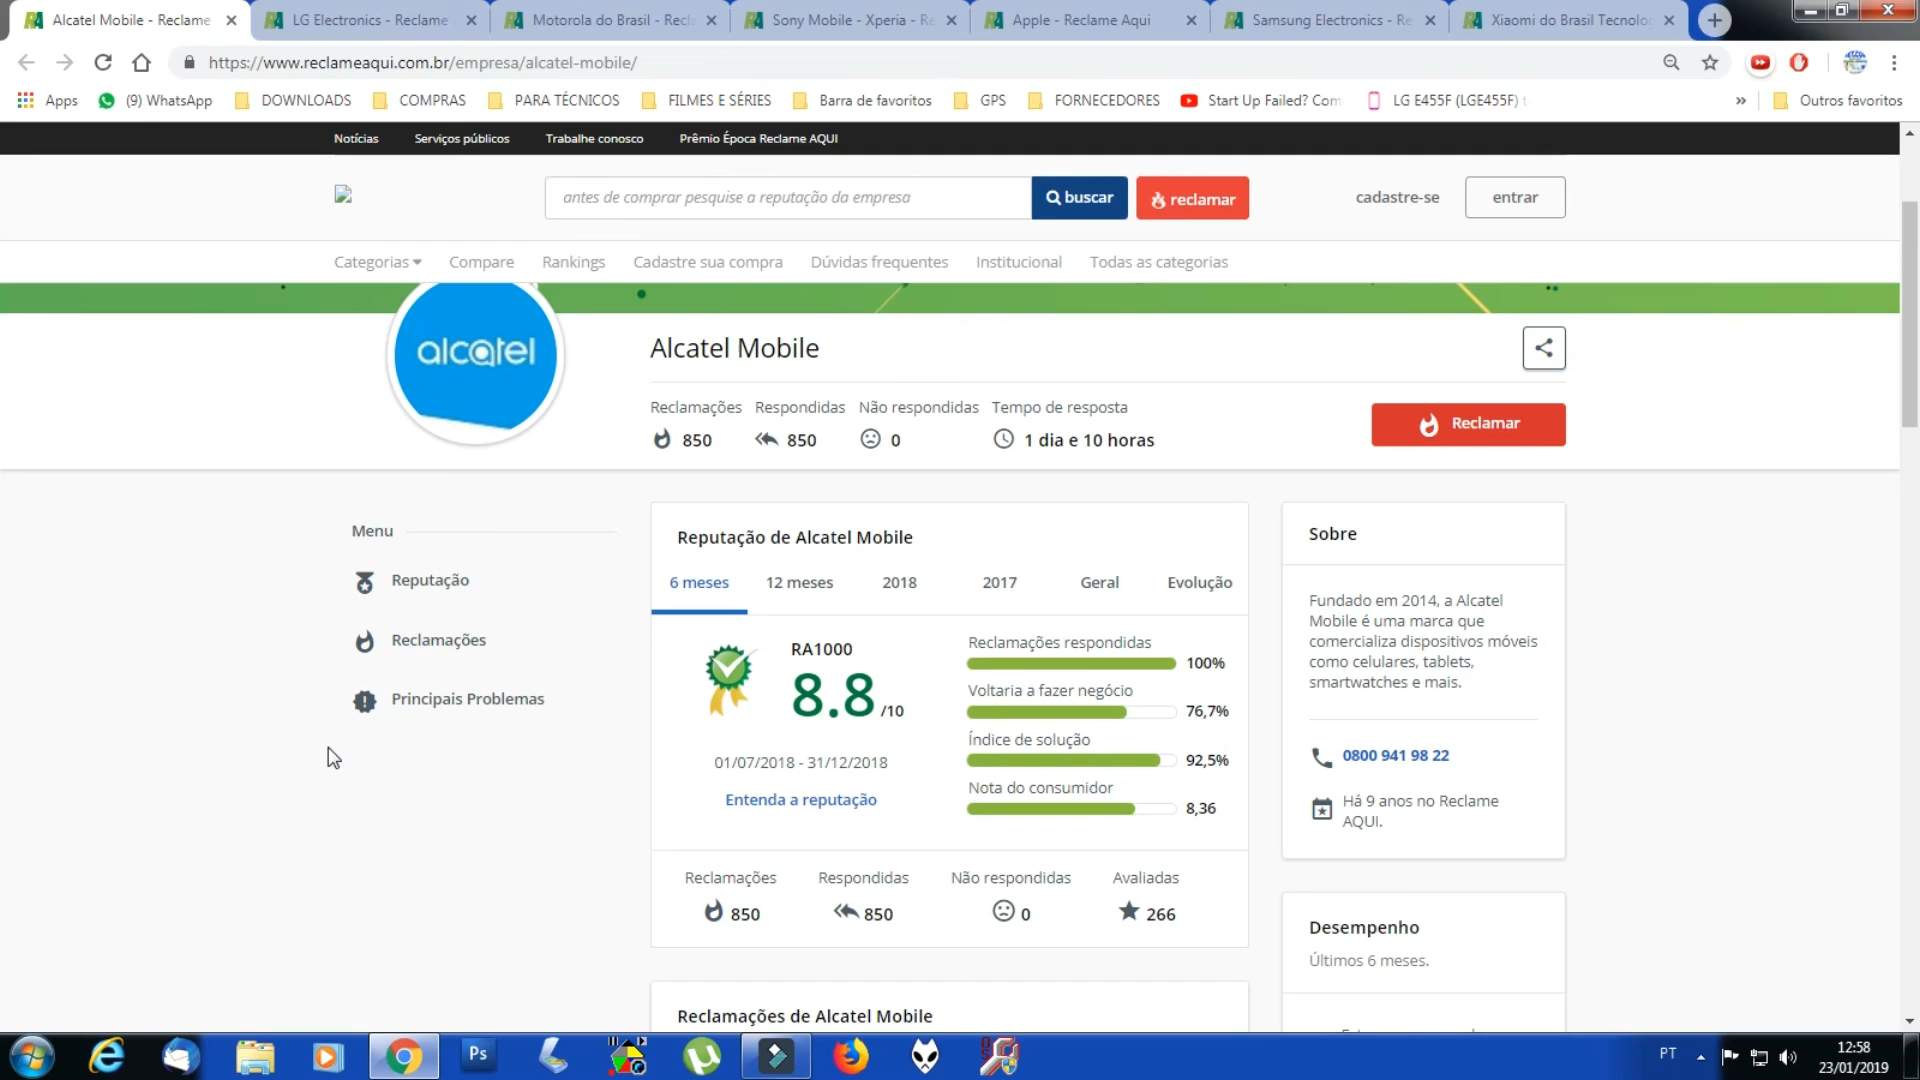 Alcatel Mobile - Reclame
LG Electronics - Reclame
Motorola do Brasil - Recla
Sony Mobile - Xperia - Re
Apple - Reclame Aqui
Samsung Electronics - Re
Xiaomi do Brasil Tecnolog
https://www.reclameaqui.com.br/empresa/alcatel-mobile/
Apps
(9) WhatsApp
DOWNLOADS
COMPRAS
PARA TÉCNICOS
FILMES E SÉRIES
Barra de favoritos
GPS
FORNECEDORES
Start Up Failed? Com
LG E455F (LGE455F) t
Outros favoritos
Notícias
Serviços públicos
Trabalhe conosco
Prêmio Época Reclame AQUI
antes de comprar pesquise a reputação da empresa
buscar
reclamar
cadastre-se
entrar
Categorias
Compare
Rankings
Cadastre sua compra
Dúvidas frequentes
Institucional
Todas as categorias
alcatel
Alcatel Mobile
Reclamações Respondidas Não respondidas Tempo de resposta
850 850 0 1 dia e 10 horas
Reclamar
Menu
Reputação
Reclamações
Principais Problemas
Reputação de Alcatel Mobile
6 meses 12 meses 2018 2017 Geral Evolução
RA1000
8.8 /10
01/07/2018 - 31/12/2018
Entenda a reputação
Reclamações respondidas
100%
Voltaria a fazer negócio
76,7%
Índice de solução
92,5%
Nota do consumidor
8,36
Reclamações Respondidas Não respondidas Avaliadas
850 850 0 266
Reclamações de Alcatel Mobile
Sobre
Fundado em 2014, a Alcatel
Mobile é uma marca que
comercializa dispositivos móveis
como celulares, tablets,
smartwatches e mais.
0800 941 98 22
Há 9 anos no Reclame
AQUI.
Desempenho
Últimos 6 meses.
Ps
PT
12:58
23/01/2019